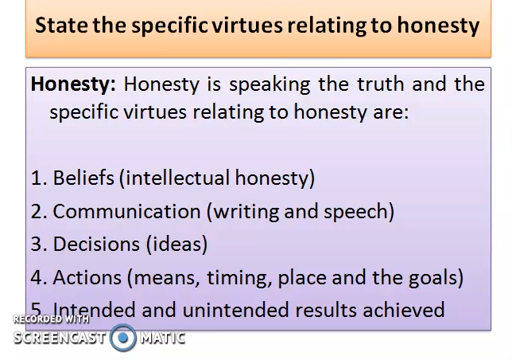 State the specific virtues relating to honesty
Honesty: Honesty is speaking the truth and the
specific virtues relating to honesty are:
1. Beliefs (intellectual honesty)
2. Communication (writing and speech)
3. Decisions (ideas)
4. Actions (means, timing, place and the goals)
5. Intended and unintended results achieved
RECORDED WITH
SCREENCAST MATIC